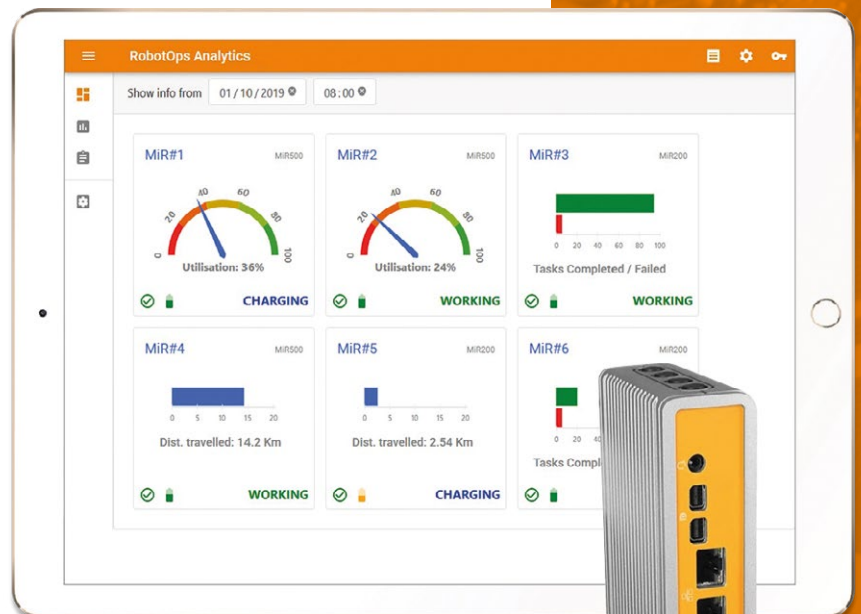 RobotOps Analytics
Show info from 01/10/2019 08:00
MiR#1 MiR500
0 20 40 60 80 100
Utilisation: 36%
CHARGING
MiR#2 MiR500
0 20 40 60 80 100
Utilisation: 24%
WORKING
MiR#3 MiR200
0 20 40 60 80 100
Tasks Completed / Failed
WORKING
MiR#4 MiR500
0 5 10 15 20
Dist. travelled: 14.2 Km
WORKING
MiR#5 MiR200
0 5 10 15 20
Dist. travelled: 2.54 Km
CHARGING
MiR#6 MiR200
0 20
Tasks